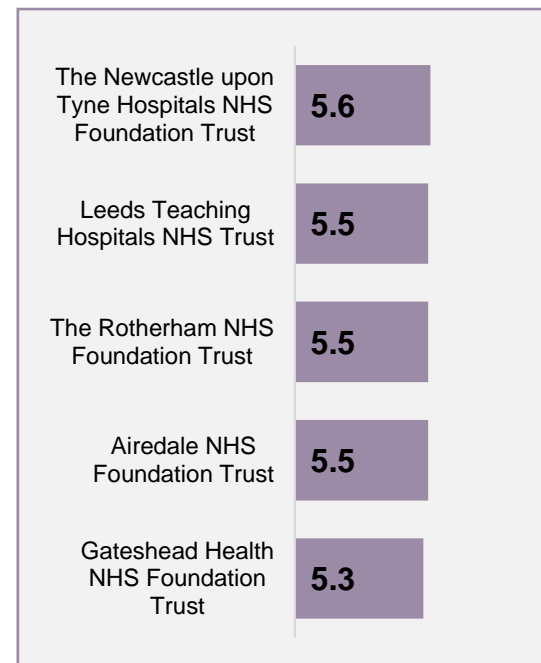 The Newcastle upon
Tyne Hospitals NHS
Foundation Trust
5.6
Leeds Teaching
Hospitals NHS Trust
5.5
The Rotherham NHS
Foundation Trust
5.5
Airedale NHS
Foundation Trust
5.5
Gateshead Health
NHS Foundation
Trust
5.3